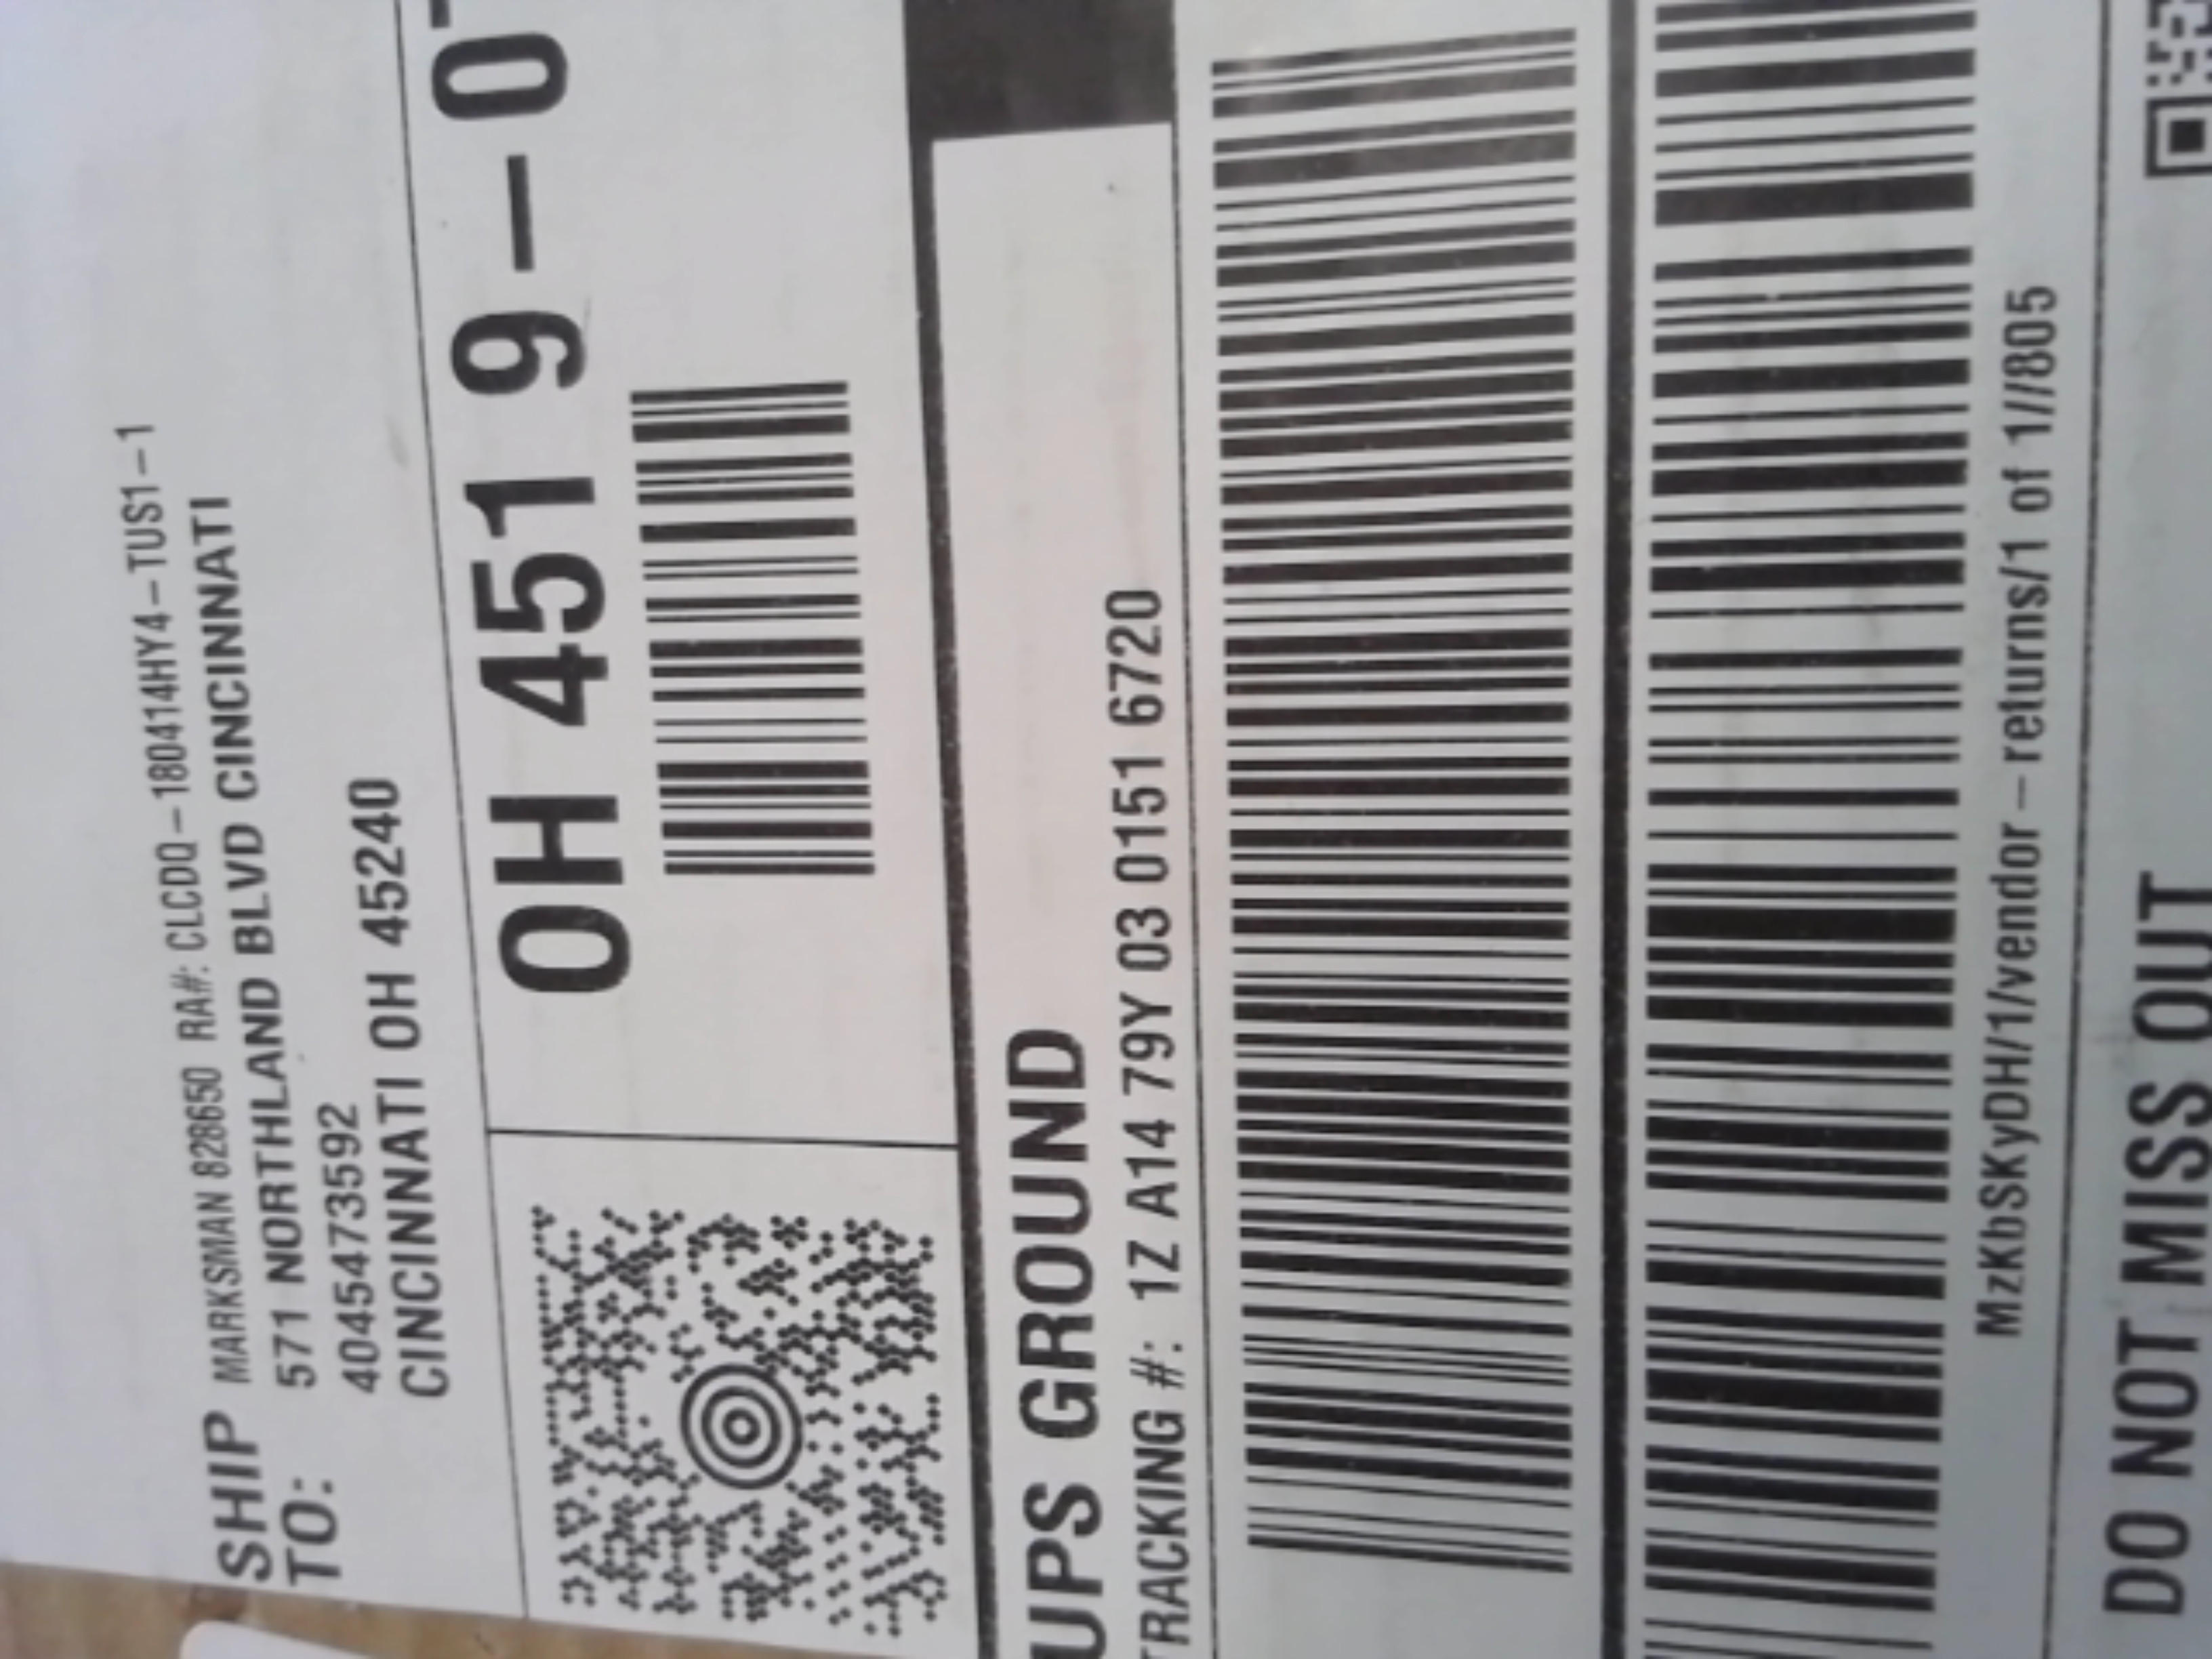 SHIP TO:
MARKSMAN 828650 RA#: CLCDQ-180414HY4-TUS1-1
571 NORTHLAND BLVD CINCINNATI
4045473592
CINCINNATI OH 45240
OH 451 9-0
UPS GROUND
TRACKING #: 1Z A14 79Y 03 0151 6720
MzKbSKyDH/1/vendor-returns/1 of 1//805
DO NOT MISS OUT